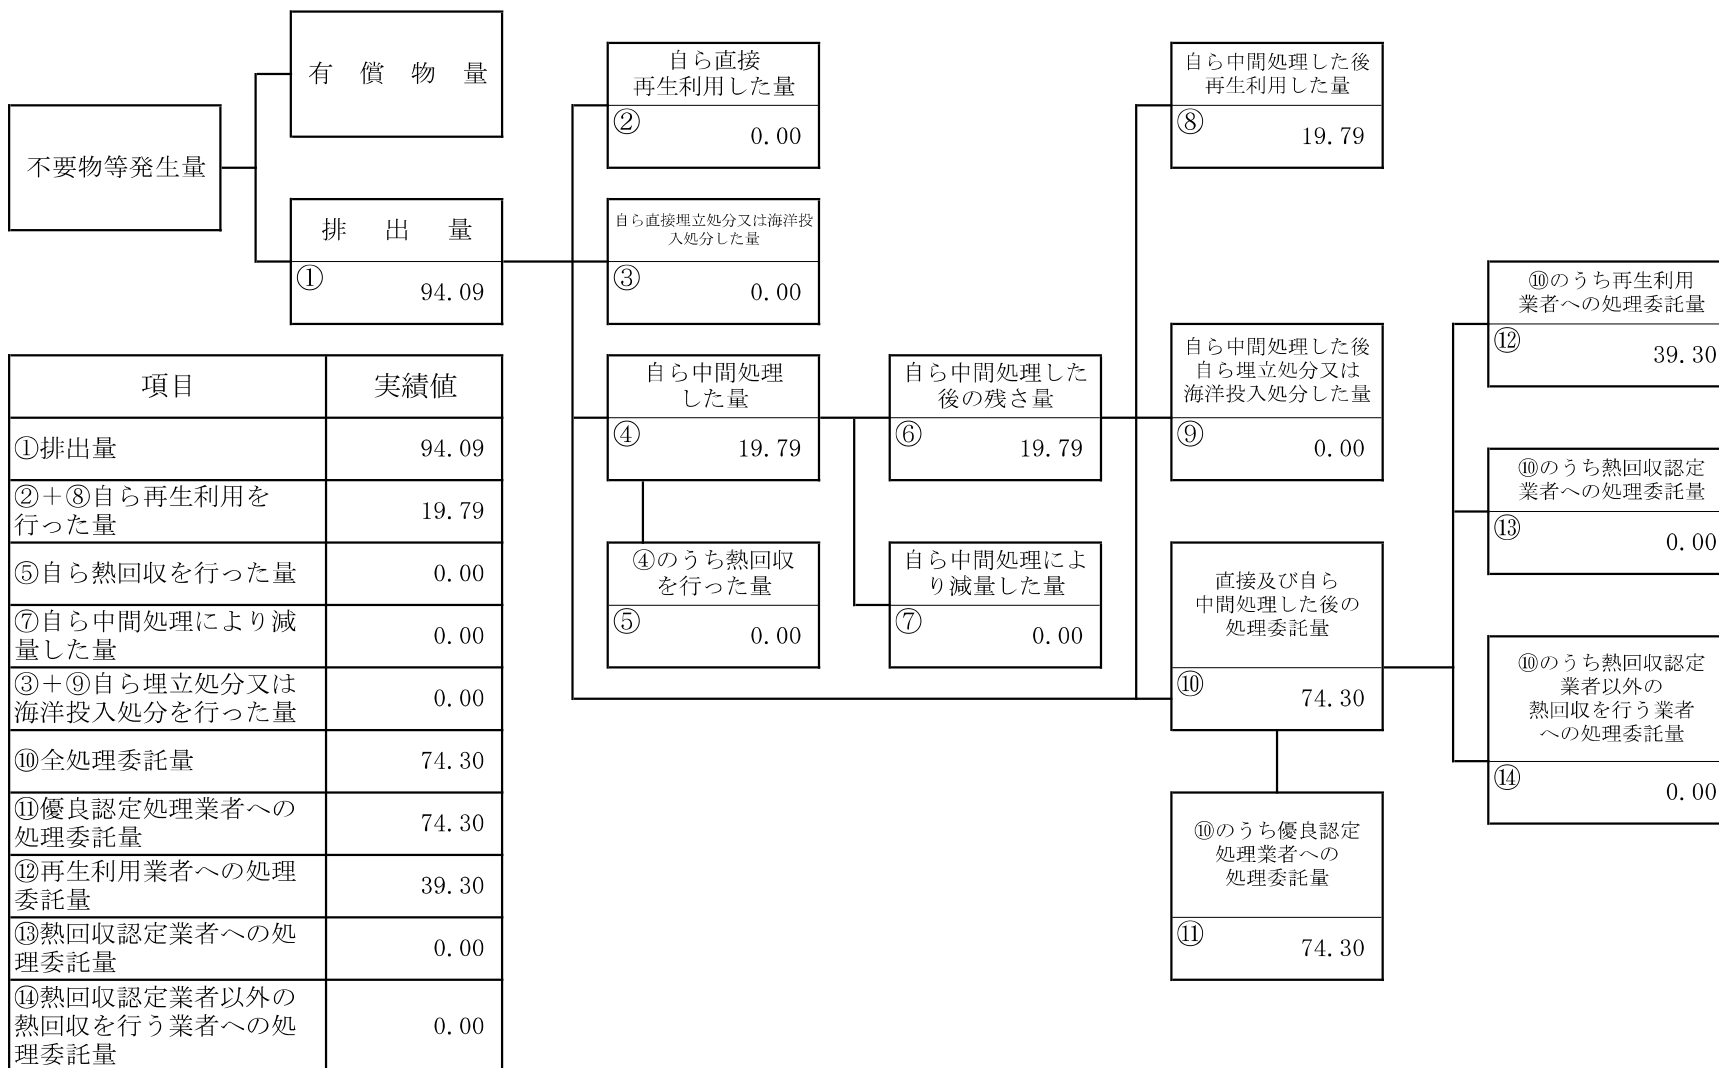 不要物等発生量
有 償 物 量
排 出 量
①
94.09
自ら直接
再生利用した量
②
0.00
自ら直接埋立処分又は海洋投
入処分した量
③
0.00
自ら中間処理
した量
④
19.79
④のうち熱回収
を行った量
⑤
0.00
自ら中間処理した
後の残さ量
⑥
19.79
自ら中間処理によ
り減量した量
⑦
0.00
自ら中間処理した後
再生利用した量
⑧
19.79
自ら中間処理した後
自ら埋立処分又は
海洋投入処分した量
⑨
0.00
直接及び自ら
中間処理した後の
処理委託量
⑩
74.30
⑩のうち優良認定
処理業者への
処理委託量
⑪
74.30
⑩のうち再生利用
業者への処理委託量
⑫
39.30
⑩のうち熱回収認定
業者への処理委託量
⑬
0.00
⑩のうち熱回収認定
業者以外の
熱回収を行う業者
への処理委託量
⑭
0.00
項目 実績値
①排出量 94.09
②+⑧自ら再生利用を
行った量 19.79
⑤自ら熱回収を行った量 0.00
⑦自ら中間処理により減
量した量 0.00
③+⑨自ら埋立処分又は
海洋投入処分を行った量 0.00
⑩全処理委託量 74.30
⑪優良認定処理業者への
処理委託量 74.30
⑫再生利用業者への処理
委託量 39.30
⑬熱回収認定業者への処
理委託量 0.00
⑭熱回収認定業者以外の
熱回収を行う業者への処
理委託量 0.00